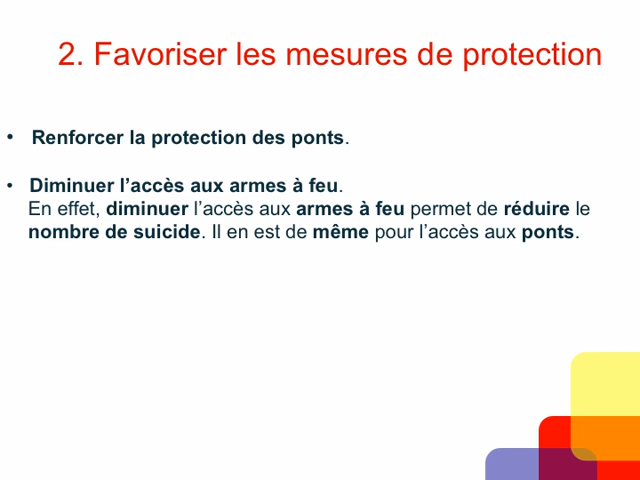 2. Favoriser les mesures de protection
• Renforcer la protection des ponts.
• Diminuer l’accès aux armes à feu.
En effet, diminuer l’accès aux armes à feu permet de réduire le
nombre de suicide. Il en est de même pour l’accès aux ponts.